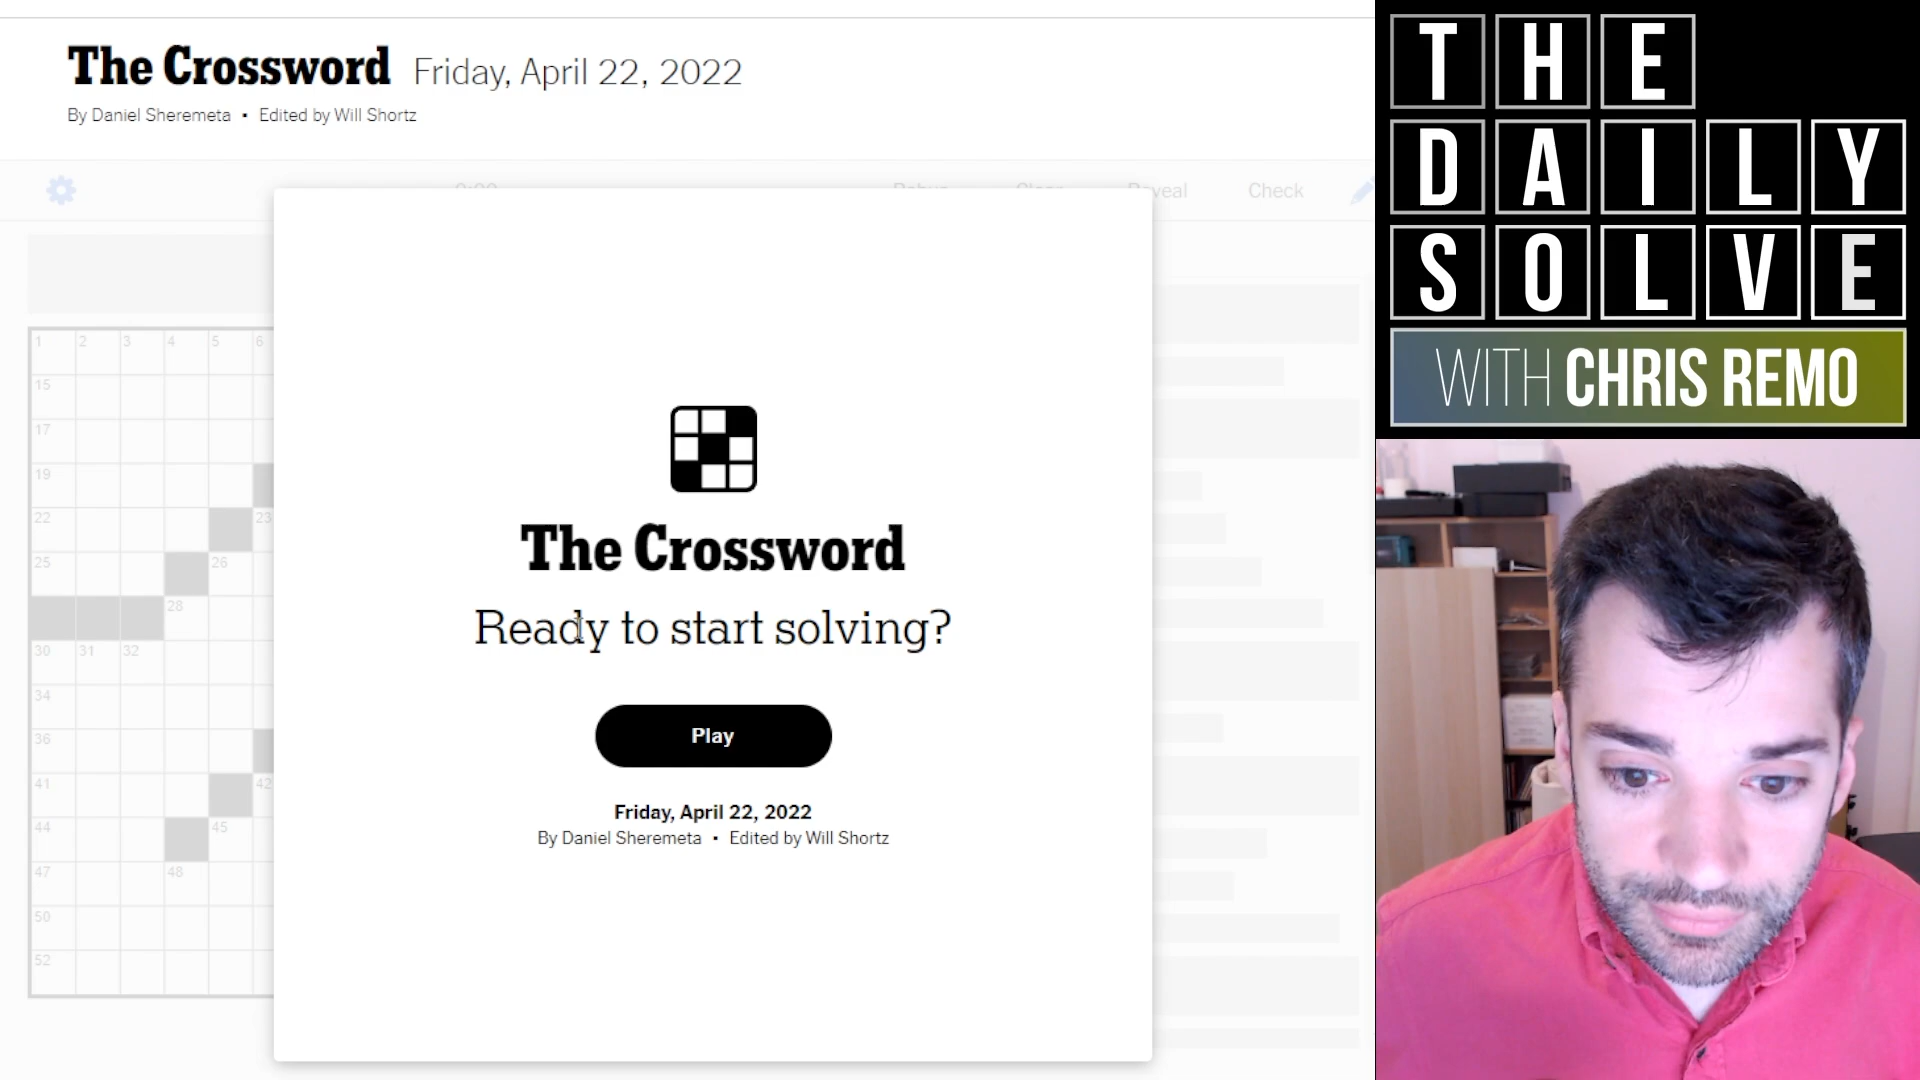 The Crossword Friday, April 22, 2022
By Daniel Sheremeta ▪ Edited by Will Shortz
Check
1 2 3 4 5 6
15
17
19
22 23
25 26
28
30 31 32
34
36
41 42
44 45
47 48
50
52
The Crossword
Ready to start solving?
Play
Friday, April 22, 2022
By Daniel Sheremeta ▪ Edited by Will Shortz
THE
DAILY
SOLVE
WITH CHRIS REMO